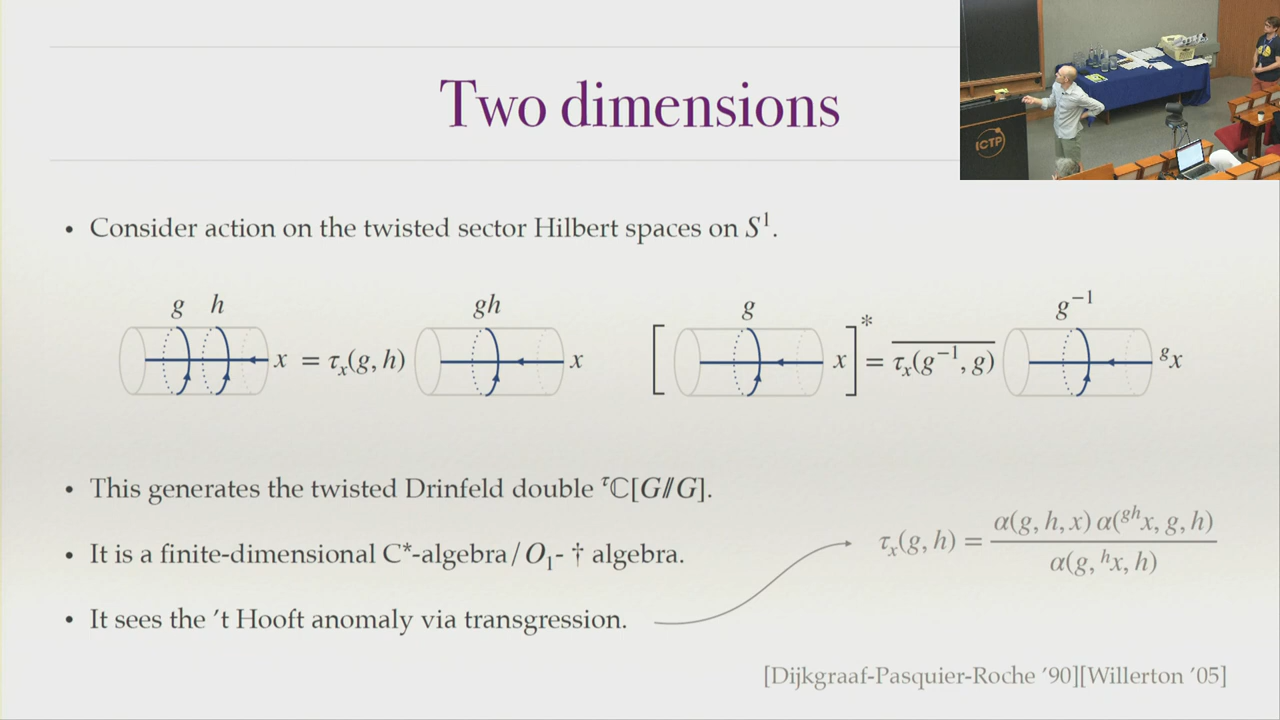 Two dimensions
ICTP
• Consider action on the twisted sector Hilbert spaces on S¹.
g h gh g g⁻¹
x = τₓ(g, h) x [ x ]* = \overline{τₓ(g⁻¹, g)} ᵍx
• This generates the twisted Drinfeld double ᵗℂ[G//G].
τₓ(g, h) = α(g, h, x) α(ᵍʰx, g, h) / α(g, ʰx, h)
• It is a finite-dimensional C*-algebra/O₁- † algebra.
• It sees the ’t Hooft anomaly via transgression.
[Dijkgraaf-Pasquier-Roche ’90][Willerton ’05]